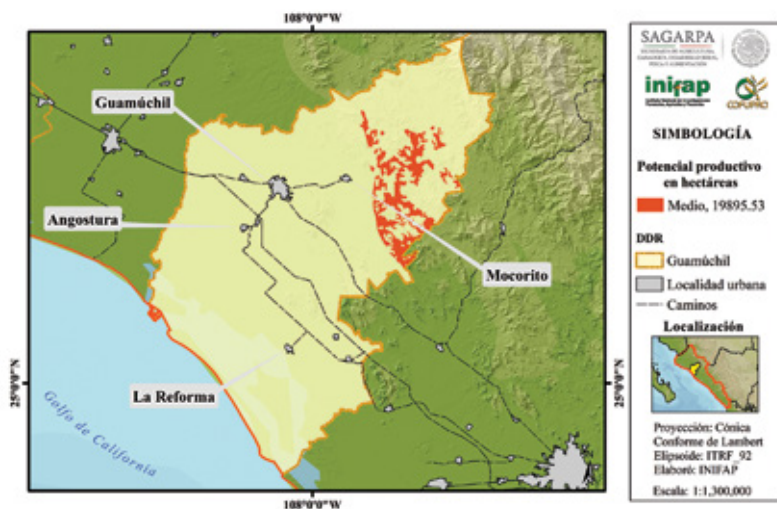 108°0'0"W
Guamúchil
Angostura
Mocorito
La Reforma
25°0'0"N
25°0'0"N
Golfo de California
108°0'0"W
SAGARPA
inifap
COFUPRO
SIMBOLOGÍA
Potencial productivo
en hectáreas
Medio, 19895.53
DDR
Guamúchil
Localidad urbana
Caminos
Localización
Proyección: Cónica
Conforme de Lambert
Elipsoide: ITRF_92
Elaboró: INIFAP
Escala: 1:1,300,000